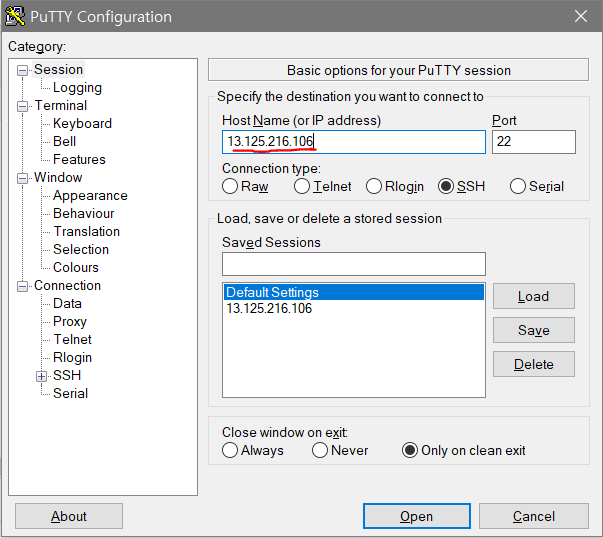 PuTTY Configuration
Category:
Session
Logging
Terminal
Keyboard
Bell
Features
Window
Appearance
Behaviour
Translation
Selection
Colours
Connection
Data
Proxy
Telnet
Rlogin
SSH
Serial
Basic options for your PuTTY session
Specify the destination you want to connect to
Host Name (or IP address) Port
13.125.216.106 22
Connection type:
Raw Telnet Rlogin SSH Serial
Load, save or delete a stored session
Saved Sessions
Default Settings
13.125.216.106
Load
Save
Delete
Close window on exit:
Always Never Only on clean exit
About Open Cancel